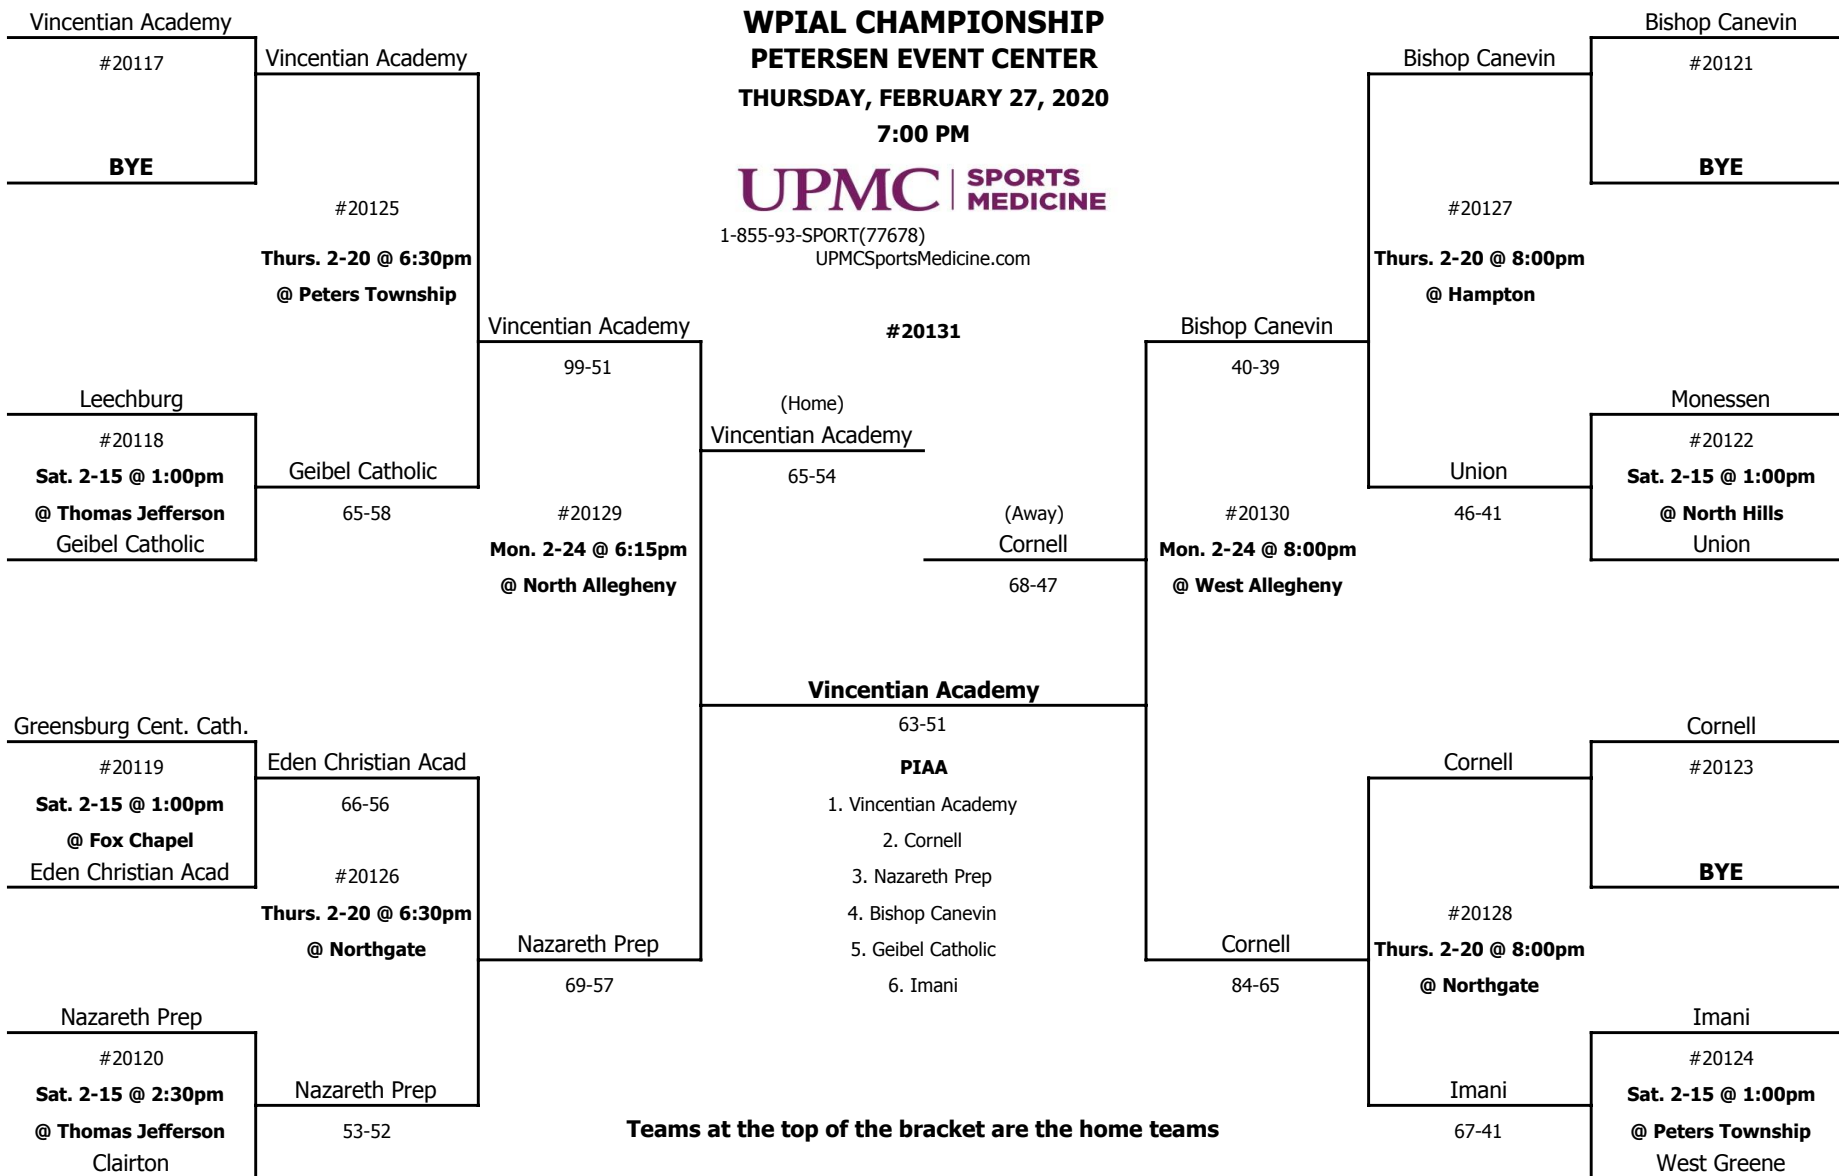 WPIAL CHAMPIONSHIP
PETERSEN EVENT CENTER
THURSDAY, FEBRUARY 27, 2020
7:00 PM
UPMC | SPORTS MEDICINE
1-855-93-SPORT(77678)
UPMCSportsMedicine.com
Vincentian Academy
#20117
BYE
Leechburg
#20118
Sat. 2-15 @ 1:00pm
@ Thomas Jefferson
Geibel Catholic
Greensburg Cent. Cath.
#20119
Sat. 2-15 @ 1:00pm
@ Fox Chapel
Eden Christian Acad
Nazareth Prep
#20120
Sat. 2-15 @ 2:30pm
@ Thomas Jefferson
Clairton
Vincentian Academy
#20125
Thurs. 2-20 @ 6:30pm
@ Peters Township
Geibel Catholic
65-58
Eden Christian Acad
66-56
#20126
Thurs. 2-20 @ 6:30pm
@ Northgate
Nazareth Prep
53-52
Vincentian Academy
99-51
#20129
Mon. 2-24 @ 6:15pm
@ North Allegheny
Nazareth Prep
69-57
#20131
(Home)
Vincentian Academy
65-54
(Away)
Cornell
68-47
Vincentian Academy
63-51
PIAA
1. Vincentian Academy
2. Cornell
3. Nazareth Prep
4. Bishop Canevin
5. Geibel Catholic
6. Imani
Teams at the top of the bracket are the home teams
Bishop Canevin
40-39
#20130
Mon. 2-24 @ 8:00pm
@ West Allegheny
Cornell
84-65
Bishop Canevin
#20127
Thurs. 2-20 @ 8:00pm
@ Hampton
Union
46-41
Cornell
#20128
Thurs. 2-20 @ 8:00pm
@ Northgate
Imani
67-41
Bishop Canevin
#20121
BYE
Monessen
#20122
Sat. 2-15 @ 1:00pm
@ North Hills
Union
Cornell
#20123
BYE
Imani
#20124
Sat. 2-15 @ 1:00pm
@ Peters Township
West Greene